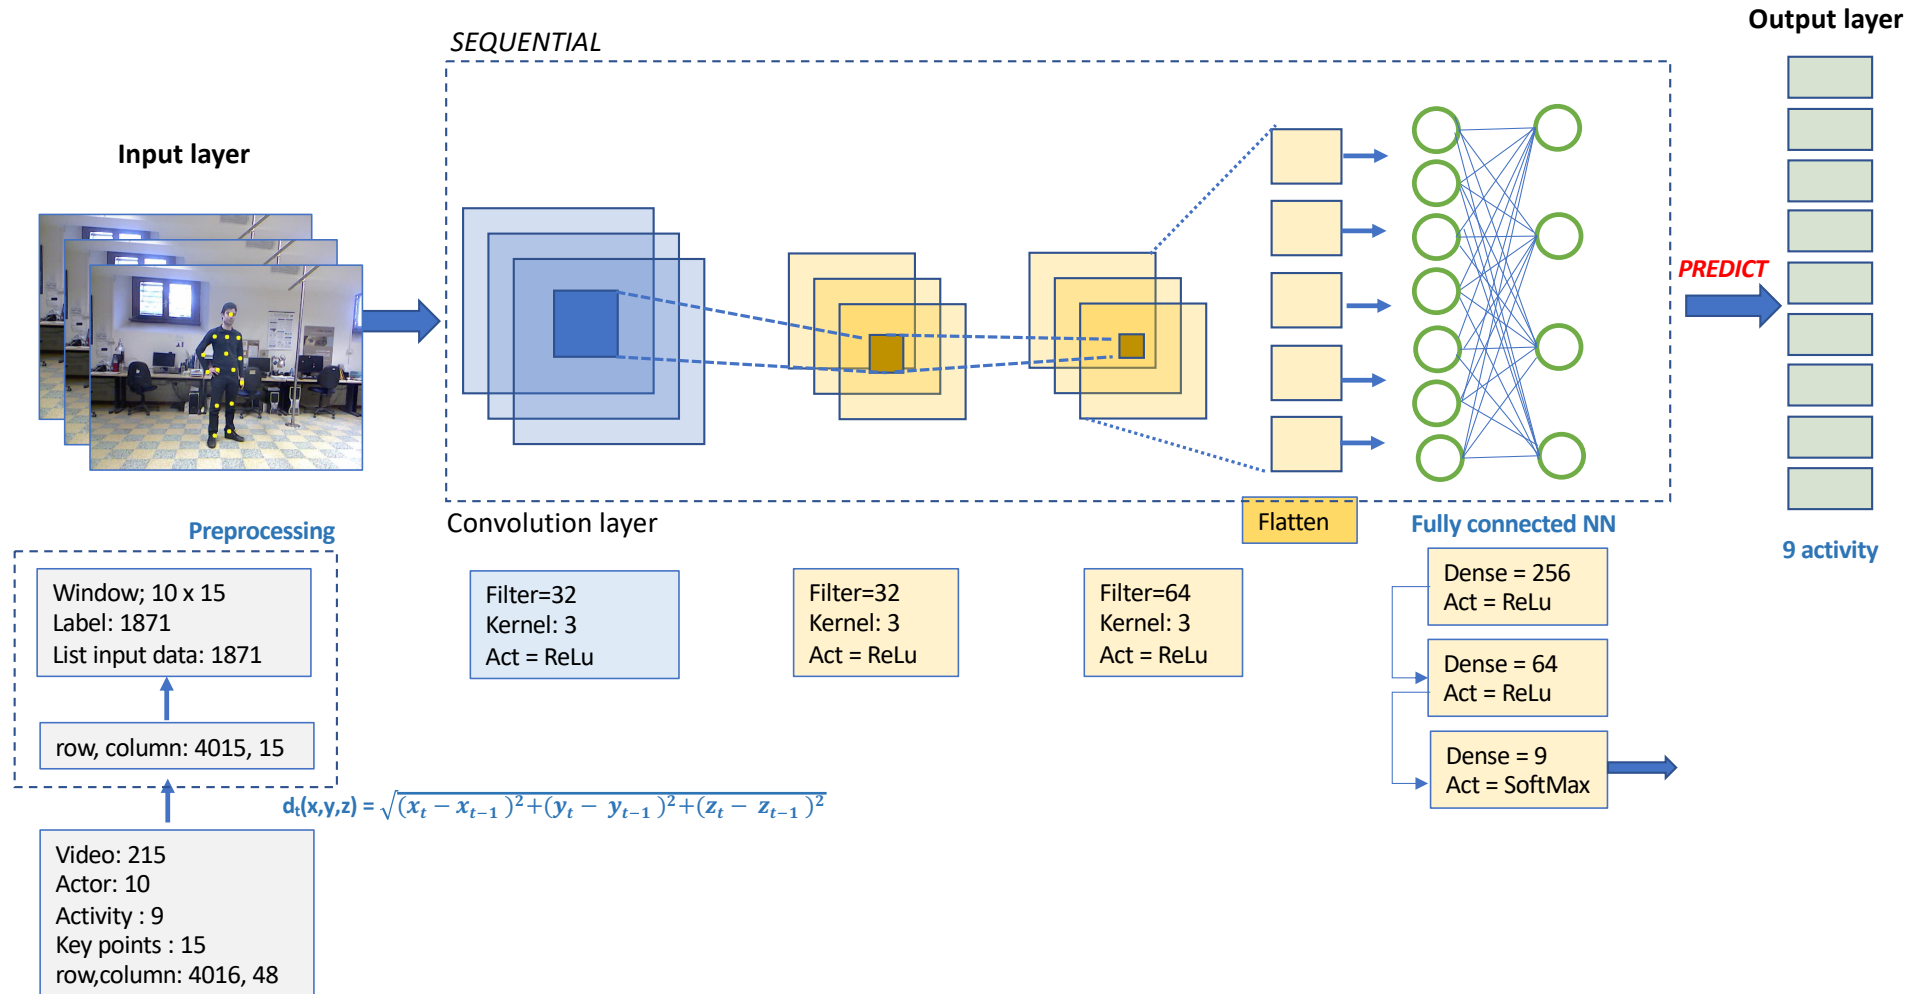 SEQUENTIAL
Output layer
Input layer
PREDICT
Preprocessing
Convolution layer
Flatten
Fully connected NN
9 activity
Window; 10 x 15
Label: 1871
List input data: 1871
row, column: 4015, 15
Filter=32
Kernel: 3
Act = ReLu
Filter=32
Kernel: 3
Act = ReLu
Filter=64
Kernel: 3
Act = ReLu
Dense = 256
Act = ReLu
Dense = 64
Act = ReLu
Dense = 9
Act = SoftMax
dₜ(x,y,z) = √(xₜ − xₜ₋₁)²+(yₜ − yₜ₋₁)²+(zₜ − zₜ₋₁)²
Video: 215
Actor: 10
Activity : 9
Key points : 15
row,column: 4016, 48